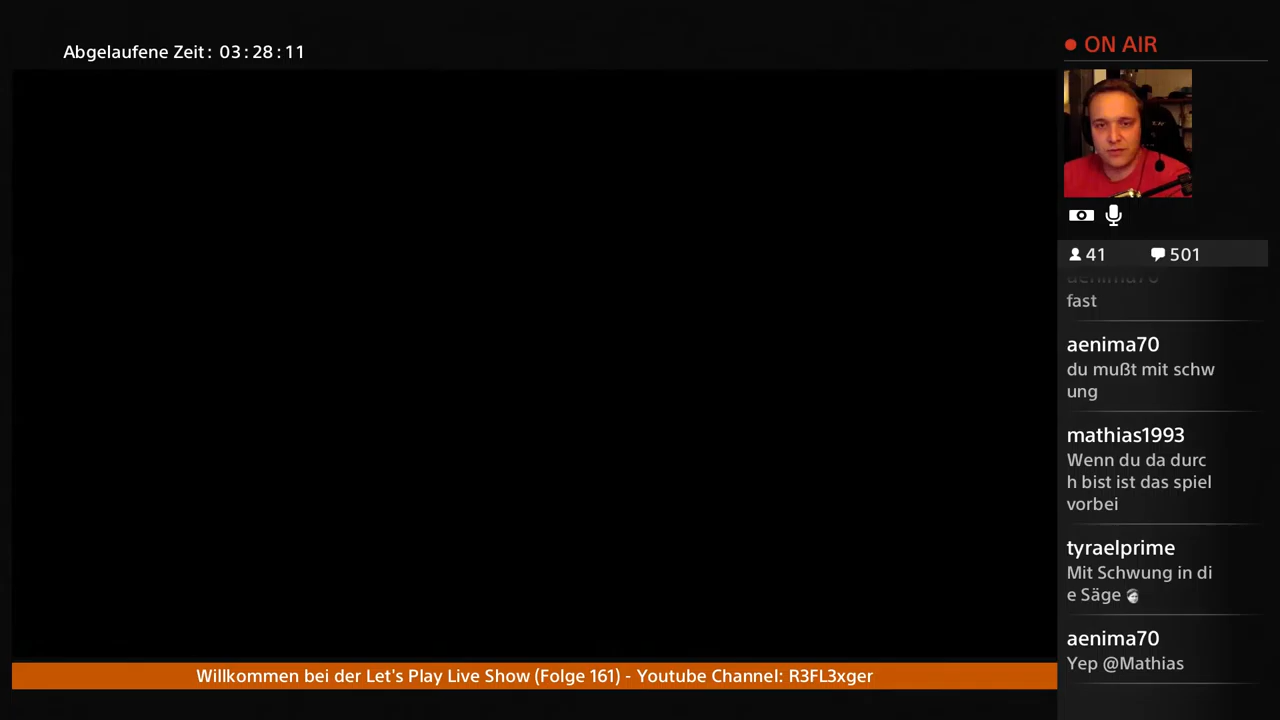 Abgelaufene Zeit: 03:28:11
ON AIR
41 501
aenima70
fast
aenima70
du mußt mit schw
ung
mathias1993
Wenn du da durc
h bist ist das spiel
vorbei
tyraelprime
Mit Schwung in di
e Säge
aenima70
Yep @Mathias
Willkommen bei der Let's Play Live Show (Folge 161) - Youtube Channel: R3FL3xger